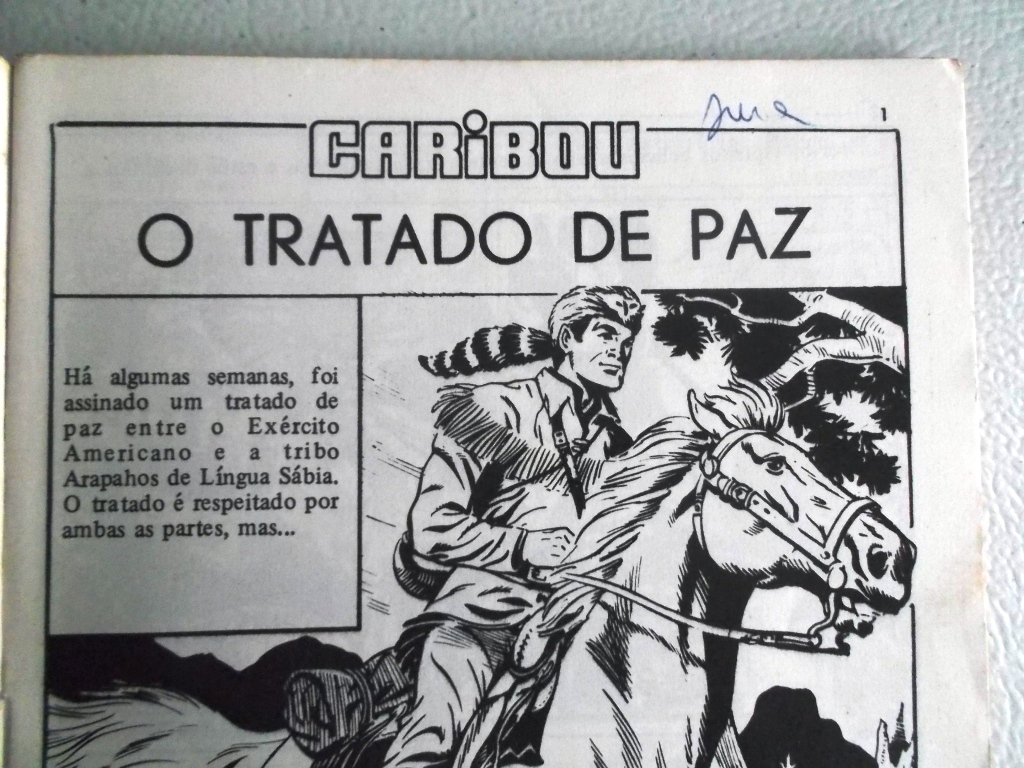 1
CARiBOU
O TRATADO DE PAZ
Há algumas semanas, foi
assinado um tratado de
paz entre o Exército
Americano e a tribo
Arapahos de Língua Sábia.
O tratado é respeitado por
ambas as partes, mas...